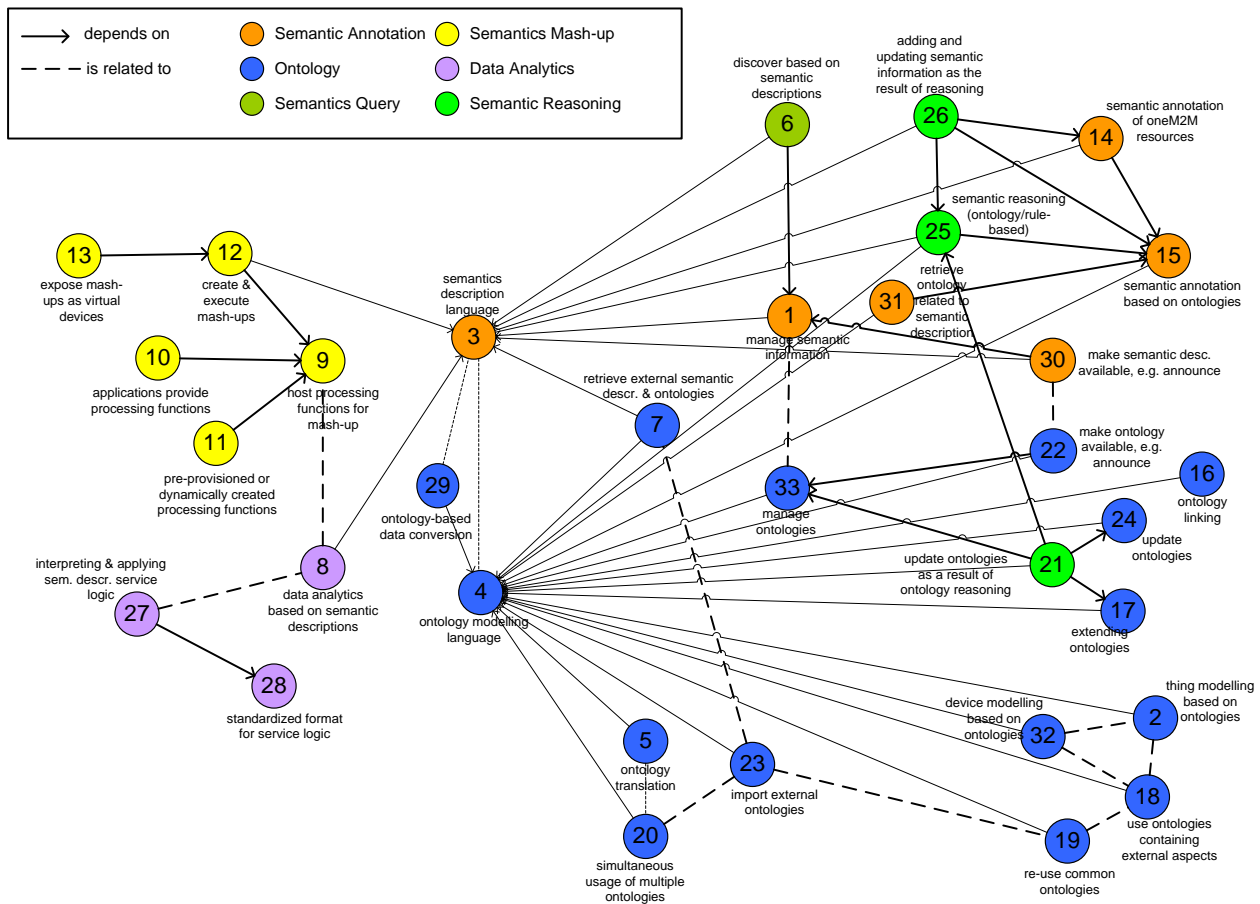 depends on
is related to
Semantic Annotation
Ontology
Semantics Query
Semantics Mash-up
Data Analytics
Semantic Reasoning
discover based on
semantic
descriptions
6
adding and
updating semantic
information as the
result of reasoning
26
semantic annotation
of oneM2M
resources
14
semantic reasoning
(ontology/rule-
based)
25
15
semantic annotation
based on ontologies
13
expose mash-
ups as virtual
devices
12
create &
execute
mash-ups
semantics
description
language
3
retrieve
ontology
related to
semantic
description
31
1
manage semantic
information
10
applications provide
processing functions
9
host processing
functions for
mash-up
30
make semantic desc.
available, e.g. announce
11
pre-provisioned or
dynamically created
processing functions
retrieve external semantic
descr. & ontologies
7
22
make ontology
available, e.g.
announce
29
ontology-based
data conversion
33
manage
ontologies
16
ontology
linking
24
update
ontologies
interpreting & applying
sem. descr. service
logic
27
8
data analytics
based on semantic
descriptions
4
ontology modelling
language
update ontologies
as a result of
ontology reasoning
21
17
extending
ontologies
28
standardized format
for service logic
5
ontology
translation
23
import external
ontologies
device modelling
based on
ontologies
32
thing modelling
based on
ontologies
2
18
use ontologies
containing
external aspects
20
simultaneous
usage of multiple
ontologies
19
re-use common
ontologies